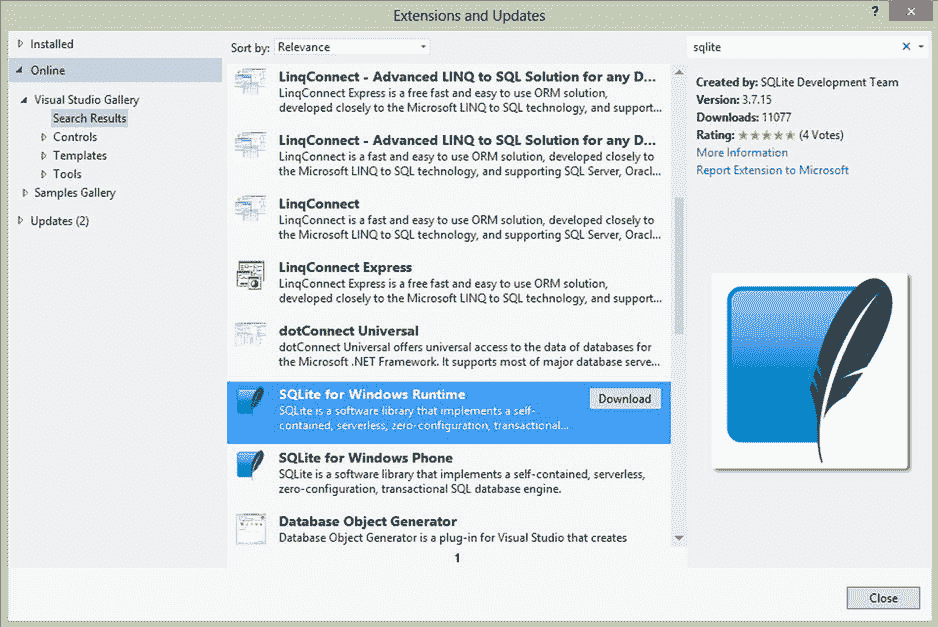 Extensions and Updates
?
Installed
Online
Visual Studio Gallery
Search Results
Controls
Templates
Tools
Samples Gallery
Updates (2)
Sort by: Relevance
LinqConnect - Advanced LINQ to SQL Solution for any D...
LinqConnect Express is a free fast and easy to use ORM solution,
developed closely to the Microsoft LINQ to SQL technology, and support...
LinqConnect - Advanced LINQ to SQL Solution for any D...
LinqConnect is a fast and easy to use ORM solution, developed closely to
the Microsoft LINQ to SQL technology, and supporting SQL Server, Oracl...
LinqConnect
LinqConnect is a fast and easy to use ORM solution, developed closely to
the Microsoft LINQ to SQL technology, and supporting SQL Server, Oracl...
LinqConnect Express
LinqConnect Express is a free fast and easy to use ORM solution,
developed closely to the Microsoft LINQ to SQL technology, and support...
dotConnect Universal
dotConnect Universal offers universal access to the data of databases for
the Microsoft .NET Framework. It supports most of major database serve...
SQLite for Windows Runtime
Download
SQLite is a software library that implements a self-
contained, serverless, zero-configuration, transactional...
SQLite for Windows Phone
SQLite is a software library that implements a self-contained, serverless,
zero-configuration, transactional SQL database engine.
Database Object Generator
Database Object Generator is a plug-in for Visual Studio that creates
1
sqlite
Created by: SQLite Development Team
Version: 3.7.15
Downloads: 11077
Rating: (4 Votes)
More Information
Report Extension to Microsoft
Close